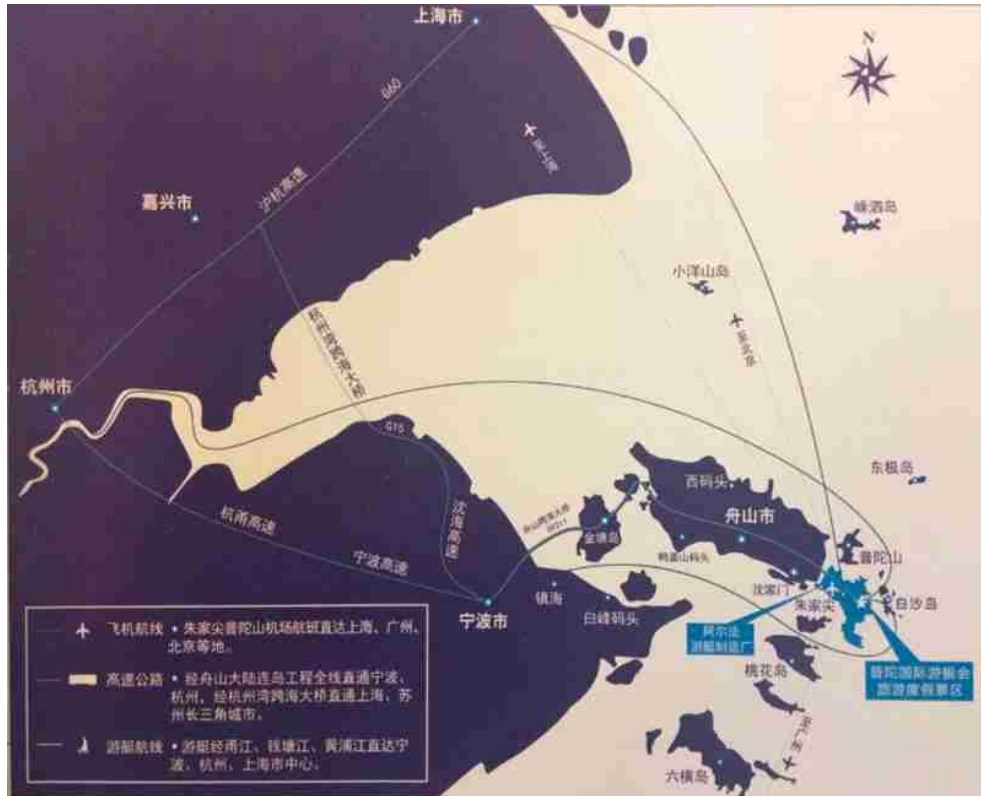 上海市
N
G60
至上海
沪杭高速
嘉兴市
嵊泗岛
小洋山岛
至北京
杭州湾跨海大桥
杭州市
G15
东极岛
西码头
沈海高速
舟山市
杭甬高速
舟山跨海大桥
金塘岛
鸭蛋山码头
普陀山
宁波高速
沈家门
镇海
朱家尖
白沙岛
宁波市
白峰码头
阿尔法
游艇制造厂
桃花岛
普陀国际游艇会
旅游度假景区
至广州
六横岛
飞机航线 • 朱家尖普陀山机场航班直达上海、广州、
北京等地。
高速公路 • 经舟山大陆连岛工程全线直通宁波、
杭州、经杭州湾跨海大桥直通上海、苏
州长三角城市。
游艇航线 • 游艇经甬江、钱塘江、黄浦江直达宁
波、杭州、上海市中心。